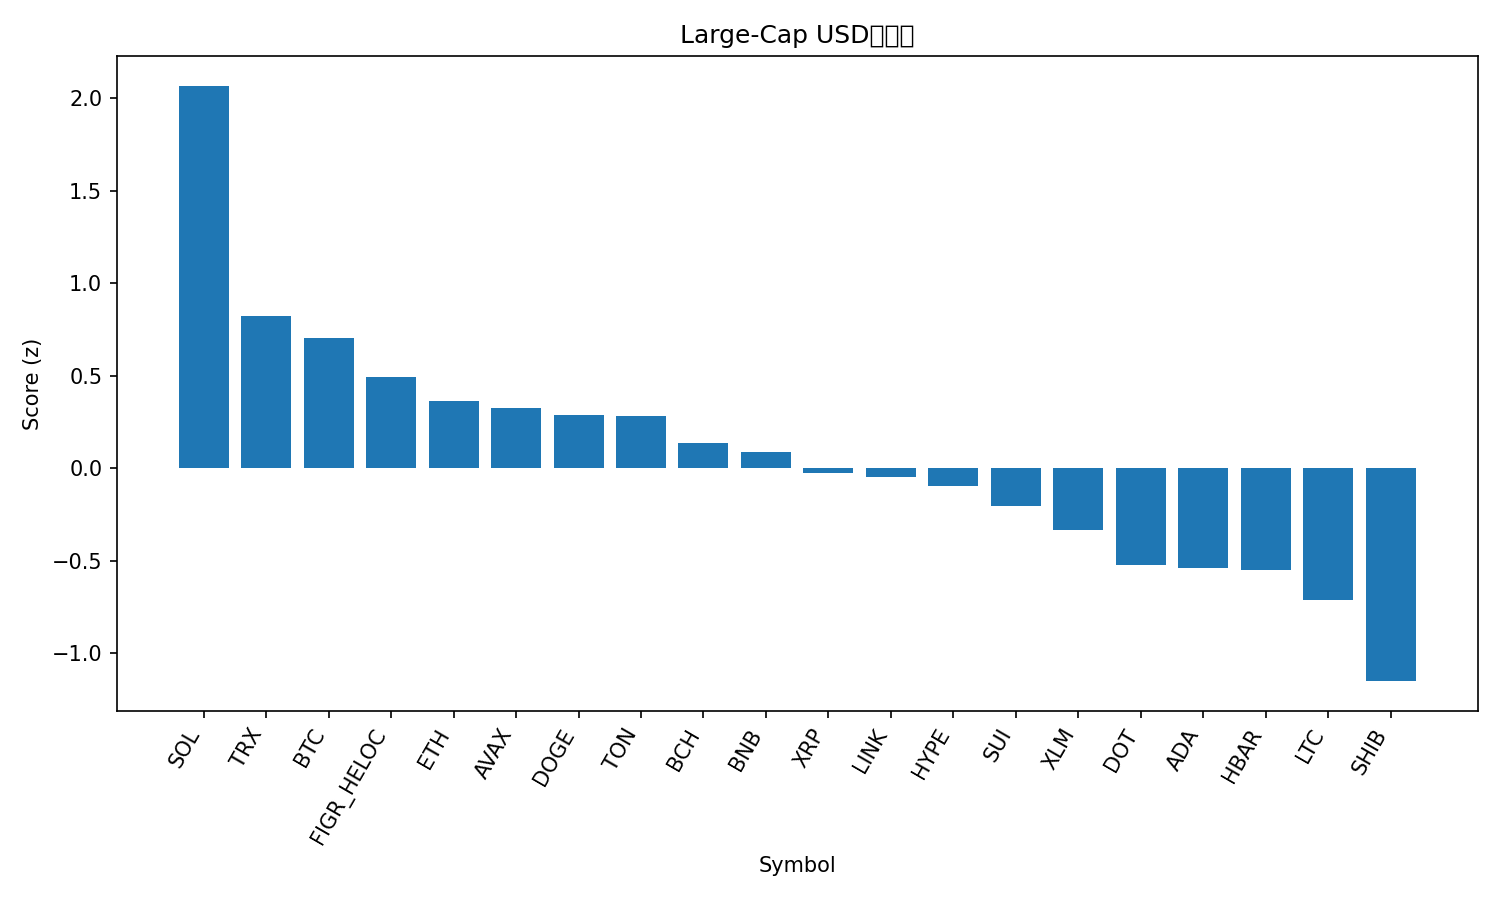 Large-Cap USD
Score (z)
2.0
1.5
1.0
0.5
0.0
−0.5
−1.0
SOL
TRX
BTC
FIGR_HELOC
ETH
AVAX
DOGE
TON
BCH
BNB
XRP
LINK
HYPE
SUI
XLM
DOT
ADA
HBAR
LTC
SHIB
Symbol